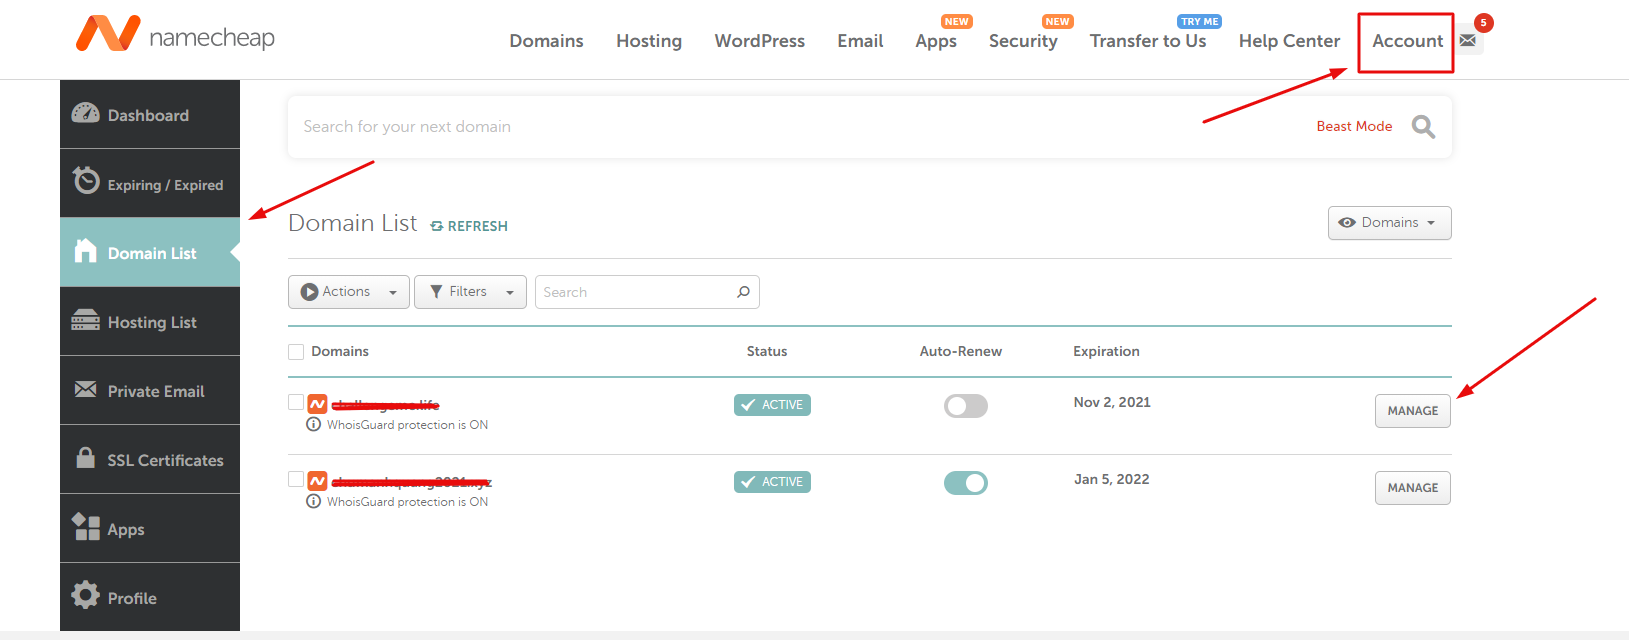 namecheap
NEW NEW TRY ME 5
Domains Hosting WordPress Email Apps Security Transfer to Us Help Center Account
Dashboard
Expiring / Expired
Domain List
Hosting List
Private Email
SSL Certificates
Apps
Profile
Search for your next domain Beast Mode
Domain List REFRESH Domains
Actions Filters Search
Domains Status Auto-Renew Expiration
ACTIVE Nov 2, 2021 MANAGE
WhoisGuard protection is ON
ACTIVE Jan 5, 2022 MANAGE
WhoisGuard protection is ON